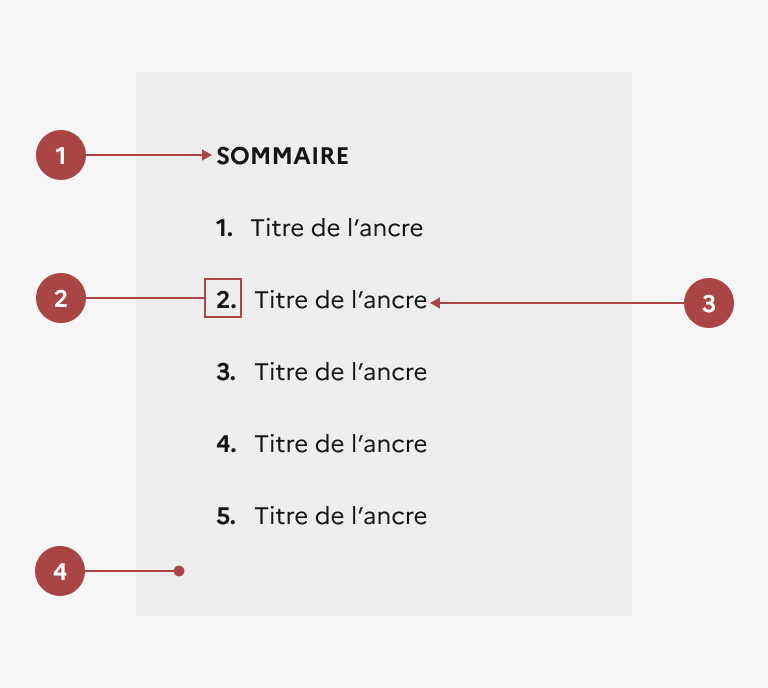 1 SOMMAIRE
1. Titre de l’ancre
2 2. Titre de l’ancre 3
3. Titre de l’ancre
4. Titre de l’ancre
5. Titre de l’ancre
4